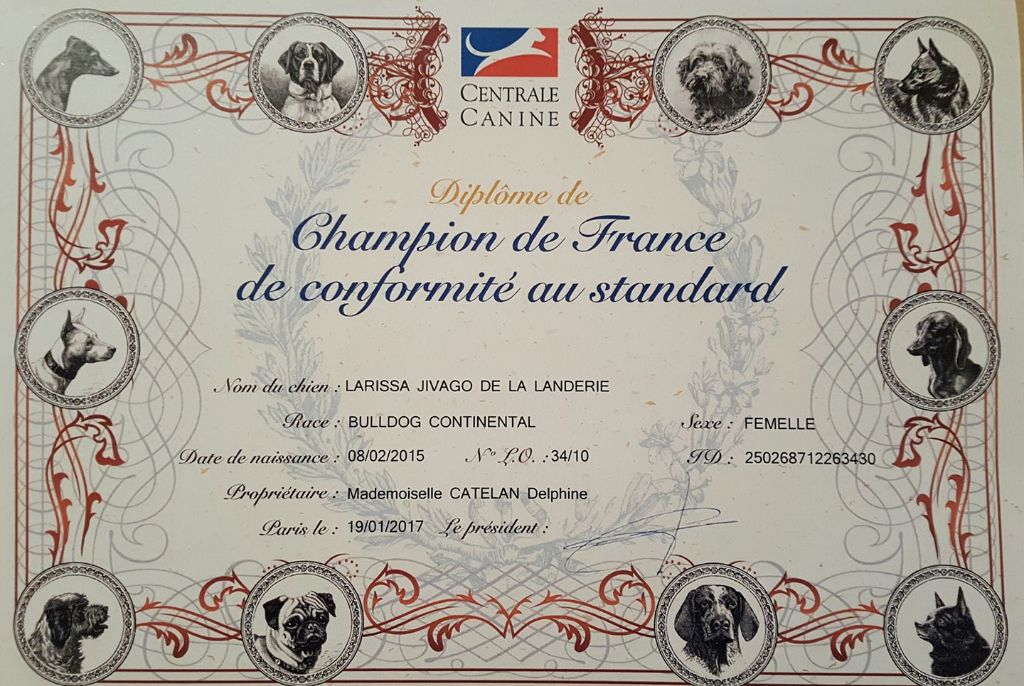 CENTRALE
CANINE
Diplôme de
Champion de France
de conformité au standard
Nom du chien : LARISSA JIVAGO DE LA LANDERIE
Race : BULLDOG CONTINENTAL Sexe : FEMELLE
Date de naissance : 08/02/2015 N° L.O. : 34/10 ID : 250268712263430
Propriétaire : Mademoiselle CATELAN Delphine
Paris le : 19/01/2017 Le président :